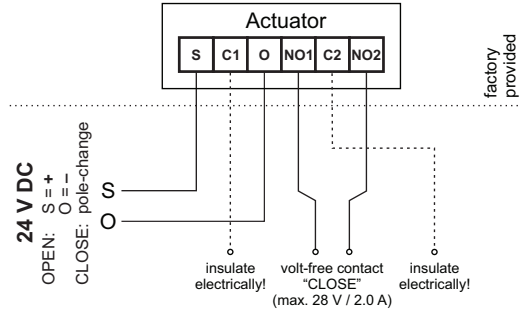 Actuator
S C1 O NO1 C2 NO2
factory
provided
24 V DC
OPEN: S = +
O = –
CLOSE: pole-change
S
O
insulate
electrically!
volt-free contact
“CLOSE”
(max. 28 V / 2.0 A)
insulate
electrically!